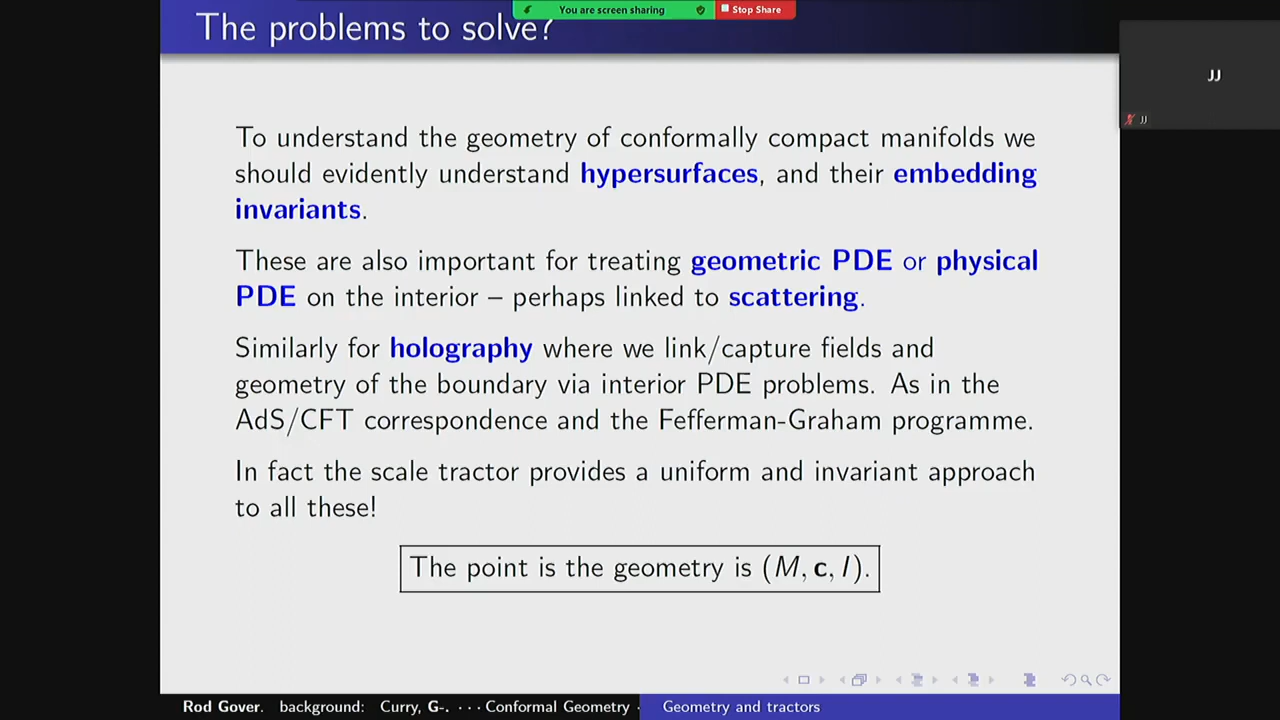 You are screen sharing
Stop Share
The problems to solve?
JJ
JJ
To understand the geometry of conformally compact manifolds we
should evidently understand hypersurfaces, and their embedding
invariants.
These are also important for treating geometric PDE or physical
PDE on the interior – perhaps linked to scattering.
Similarly for holography where we link/capture fields and
geometry of the boundary via interior PDE problems. As in the
AdS/CFT correspondence and the Fefferman-Graham programme.
In fact the scale tractor provides a uniform and invariant approach
to all these!
The point is the geometry is (M, c, I).
Rod Gover. background: Curry, G-. ··· Conformal Geometry ·
Geometry and tractors